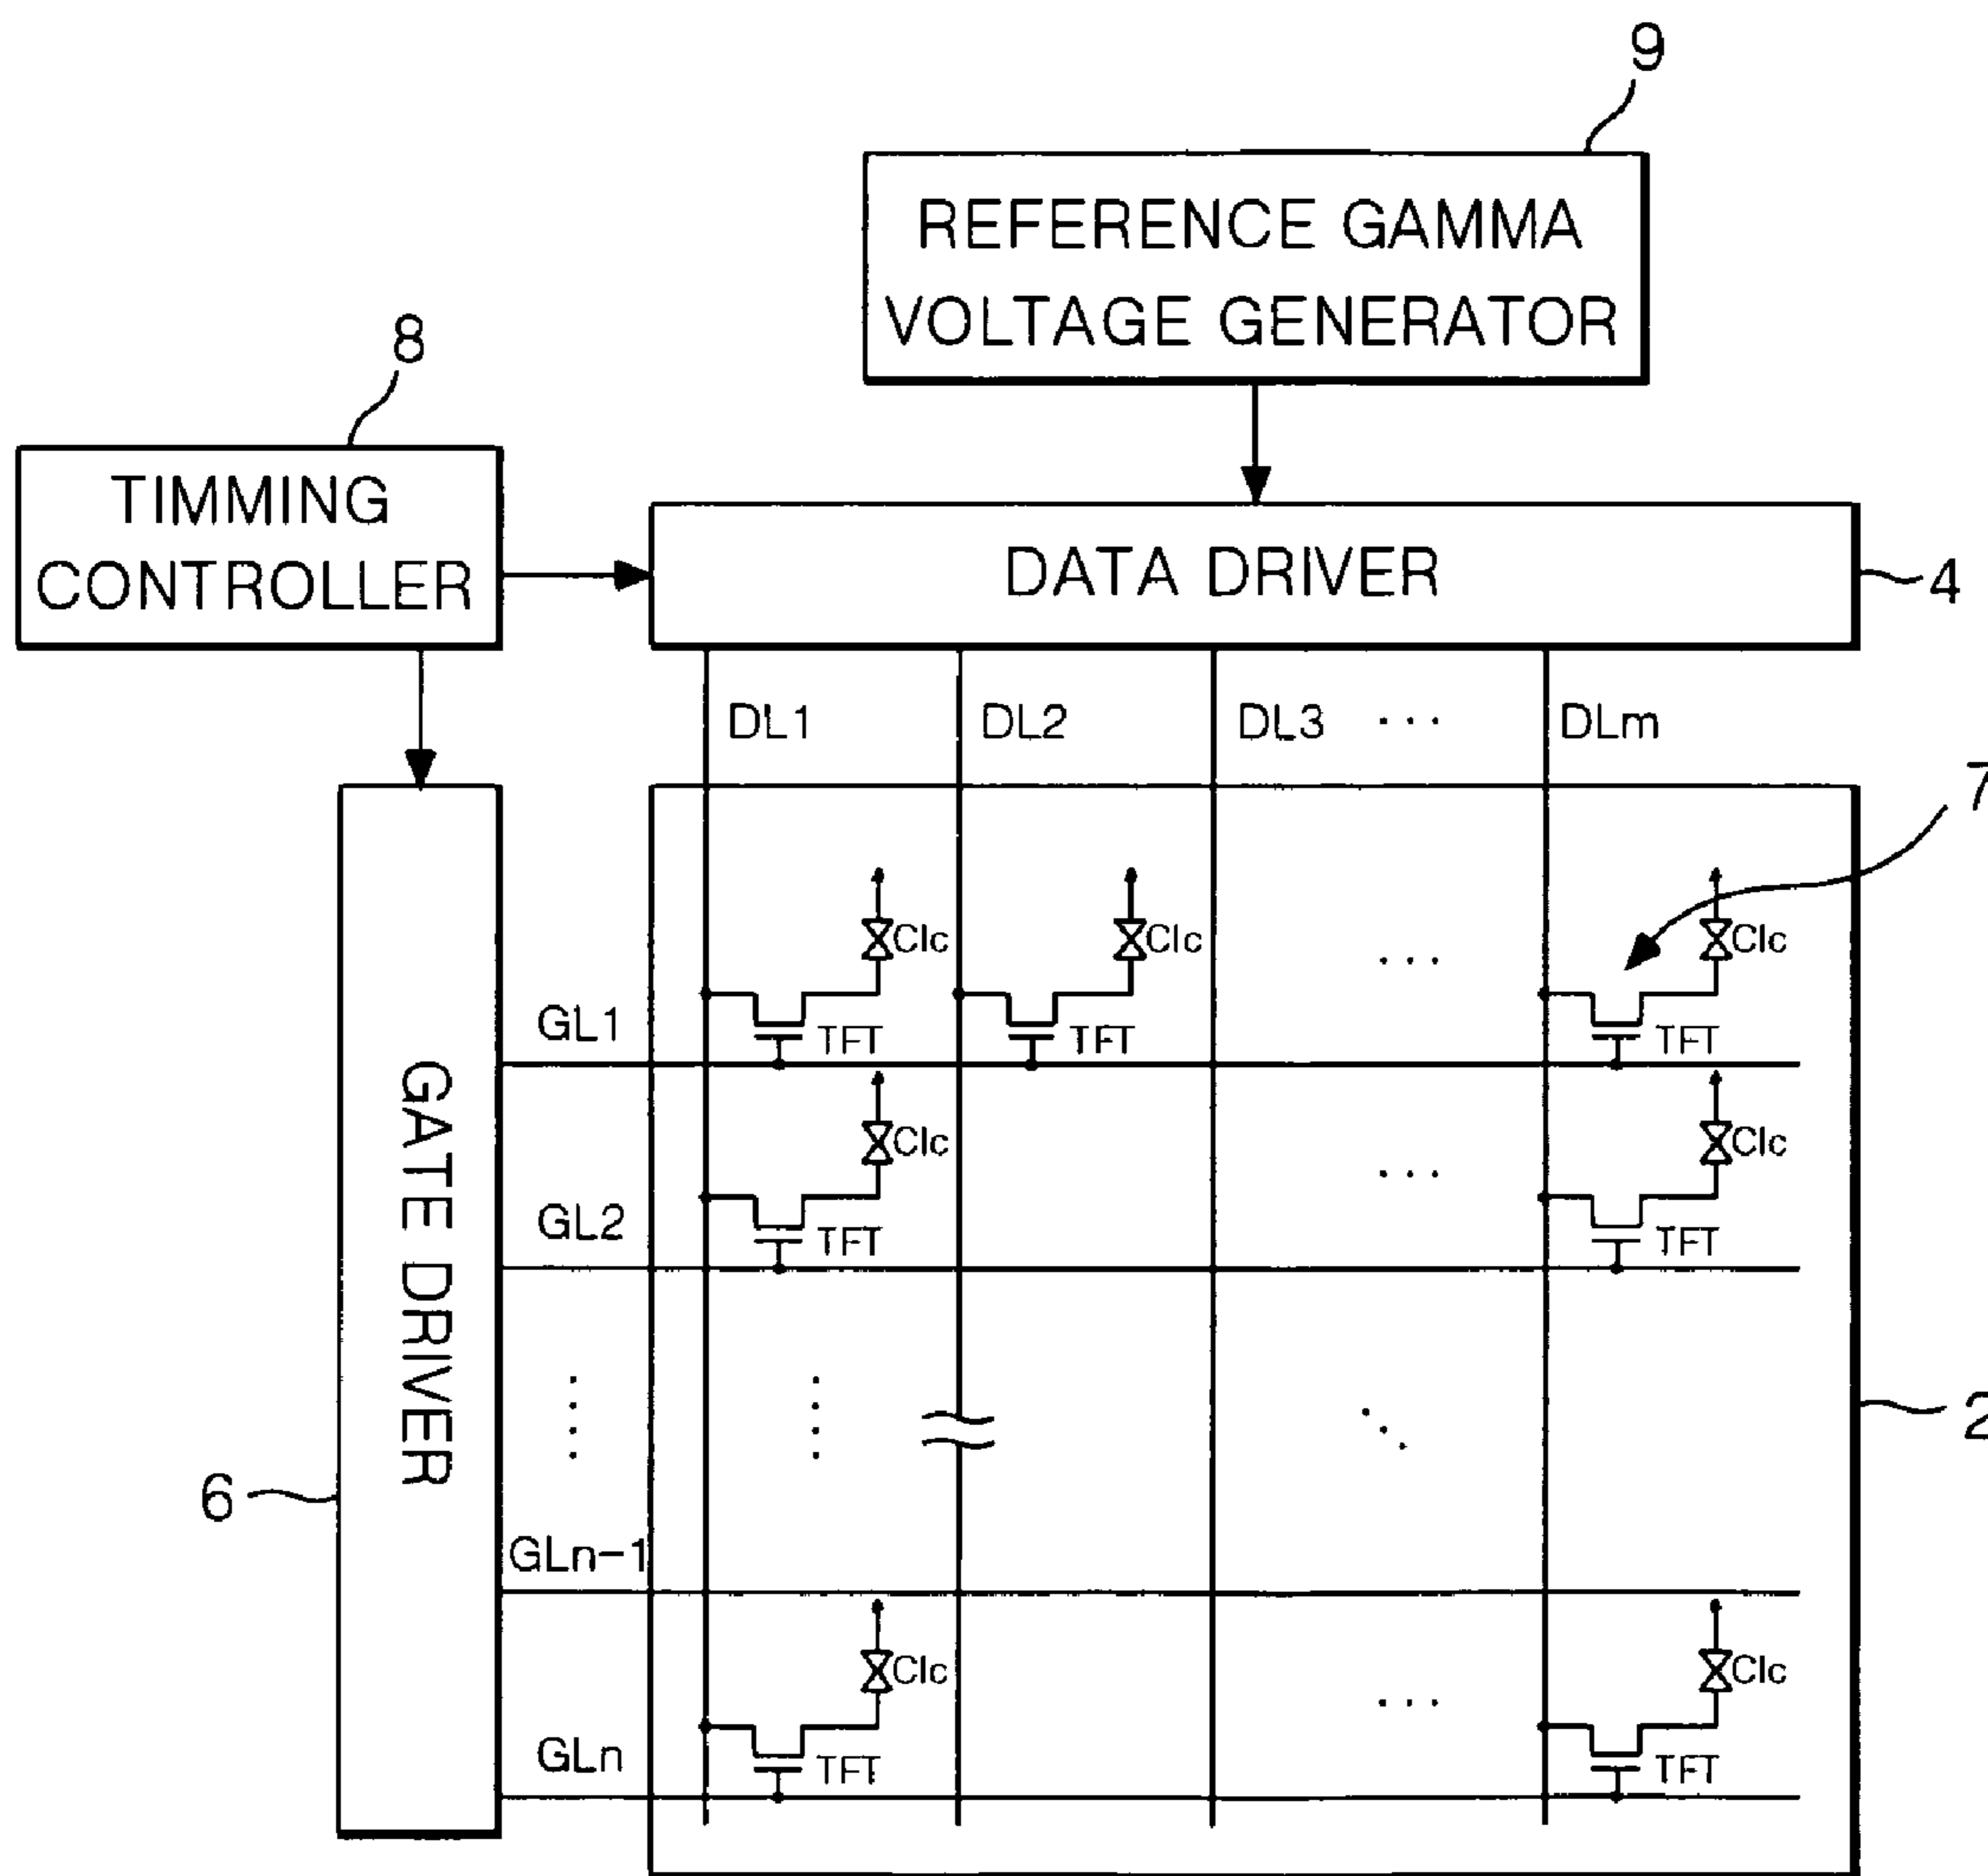 9
REFERENCE GAMMA
VOLTAGE GENERATOR
8
TIMMING
CONTROLLER
DATA DRIVER
4
DL1 DL2 DL3 ... DLm
7
Clc Clc ... Clc
GL1 TFT TFT TFT
Clc ... Clc
GL2 TFT TFT
GATE DRIVER
2
6
GLn-1
Clc ... Clc
GLn TFT TFT